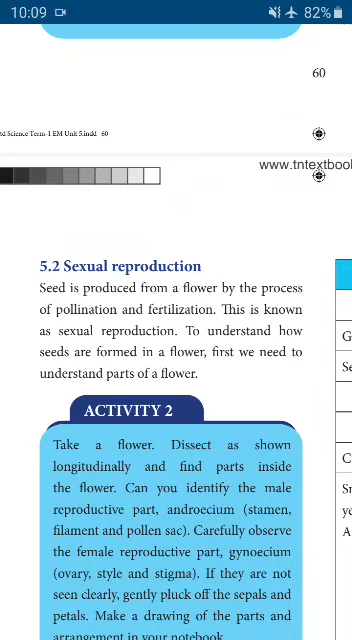 10:09
82%
60
td Science Term-1 EM Unit 5.indd 60
www.tntextboo
5.2 Sexual reproduction
Seed is produced from a flower by the process
of pollination and fertilization. This is known
as sexual reproduction. To understand how
seeds are formed in a flower, first we need to
understand parts of a flower.
ACTIVITY 2
Take a flower. Dissect as shown
longitudinally and find parts inside
the flower. Can you identify the male
reproductive part, androecium (stamen,
filament and pollen sac). Carefully observe
the female reproductive part, gynoecium
(ovary, style and stigma). If they are not
seen clearly, gently pluck off the sepals and
petals. Make a drawing of the parts and
arrangement in your notebook.
G
Se
C
Sr
ye
A